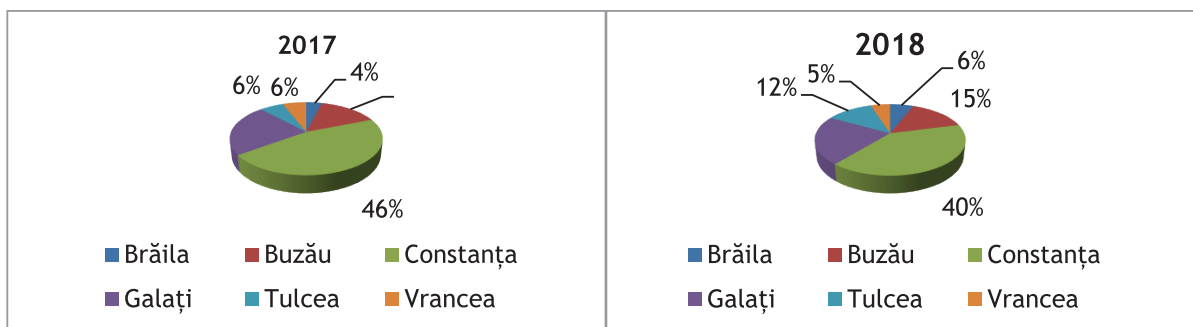 2017
4%
6% 6%
46%
Brăila Buzău Constanța
Galați Tulcea Vrancea
2018
6%
5%
12%
15%
40%
Brăila Buzău Constanța
Galați Tulcea Vrancea